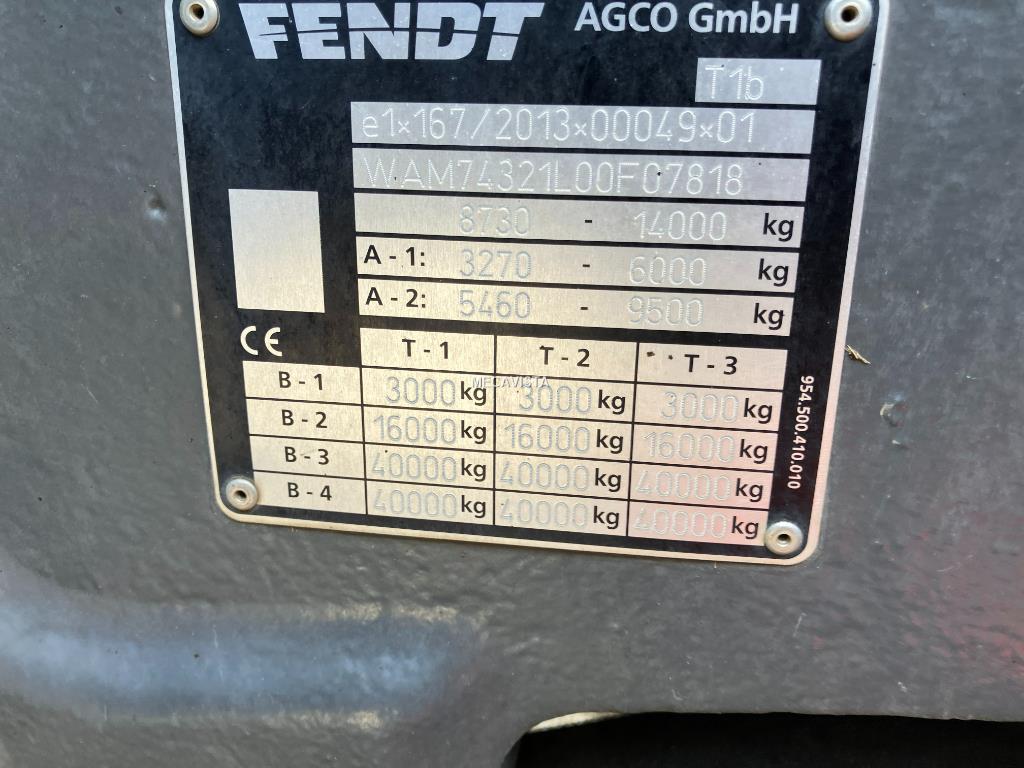 FENDT AGCO GmbH
T1b
e1×167/2013×00049×01
WAM74321L00F07818
8730 - 14000 kg
A - 1: 3270 - 6000 kg
A - 2: 5460 - 9500 kg
CE
T - 1 T - 2 T - 3
B - 1 3000 kg 3000 kg 3000 kg
B - 2 16000 kg 16000 kg 16000 kg
B - 3 40000 kg 40000 kg 40000 kg
B - 4 40000 kg 40000 kg 40000 kg
954.500.410.010
MECAVISTA